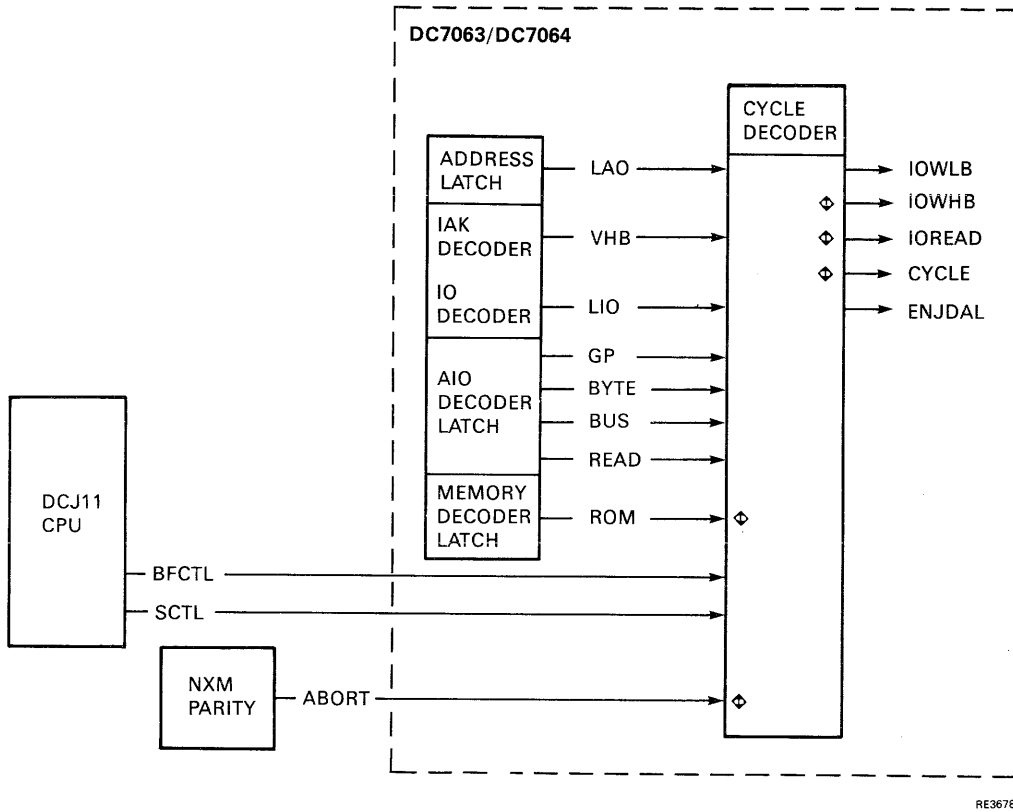 DC7063/DC7064
CYCLE
DECODER
ADDRESS
LATCH
LAO
IOWLB
IOWHB
IAK
DECODER
VHB
IOREAD
CYCLE
IO
DECODER
LIO
ENJDAL
AIO
DECODER
LATCH
GP
BYTE
BUS
READ
MEMORY
DECODER
LATCH
ROM
DCJ11
CPU
BFCTL
SCTL
NXM
PARITY
ABORT
RE3678